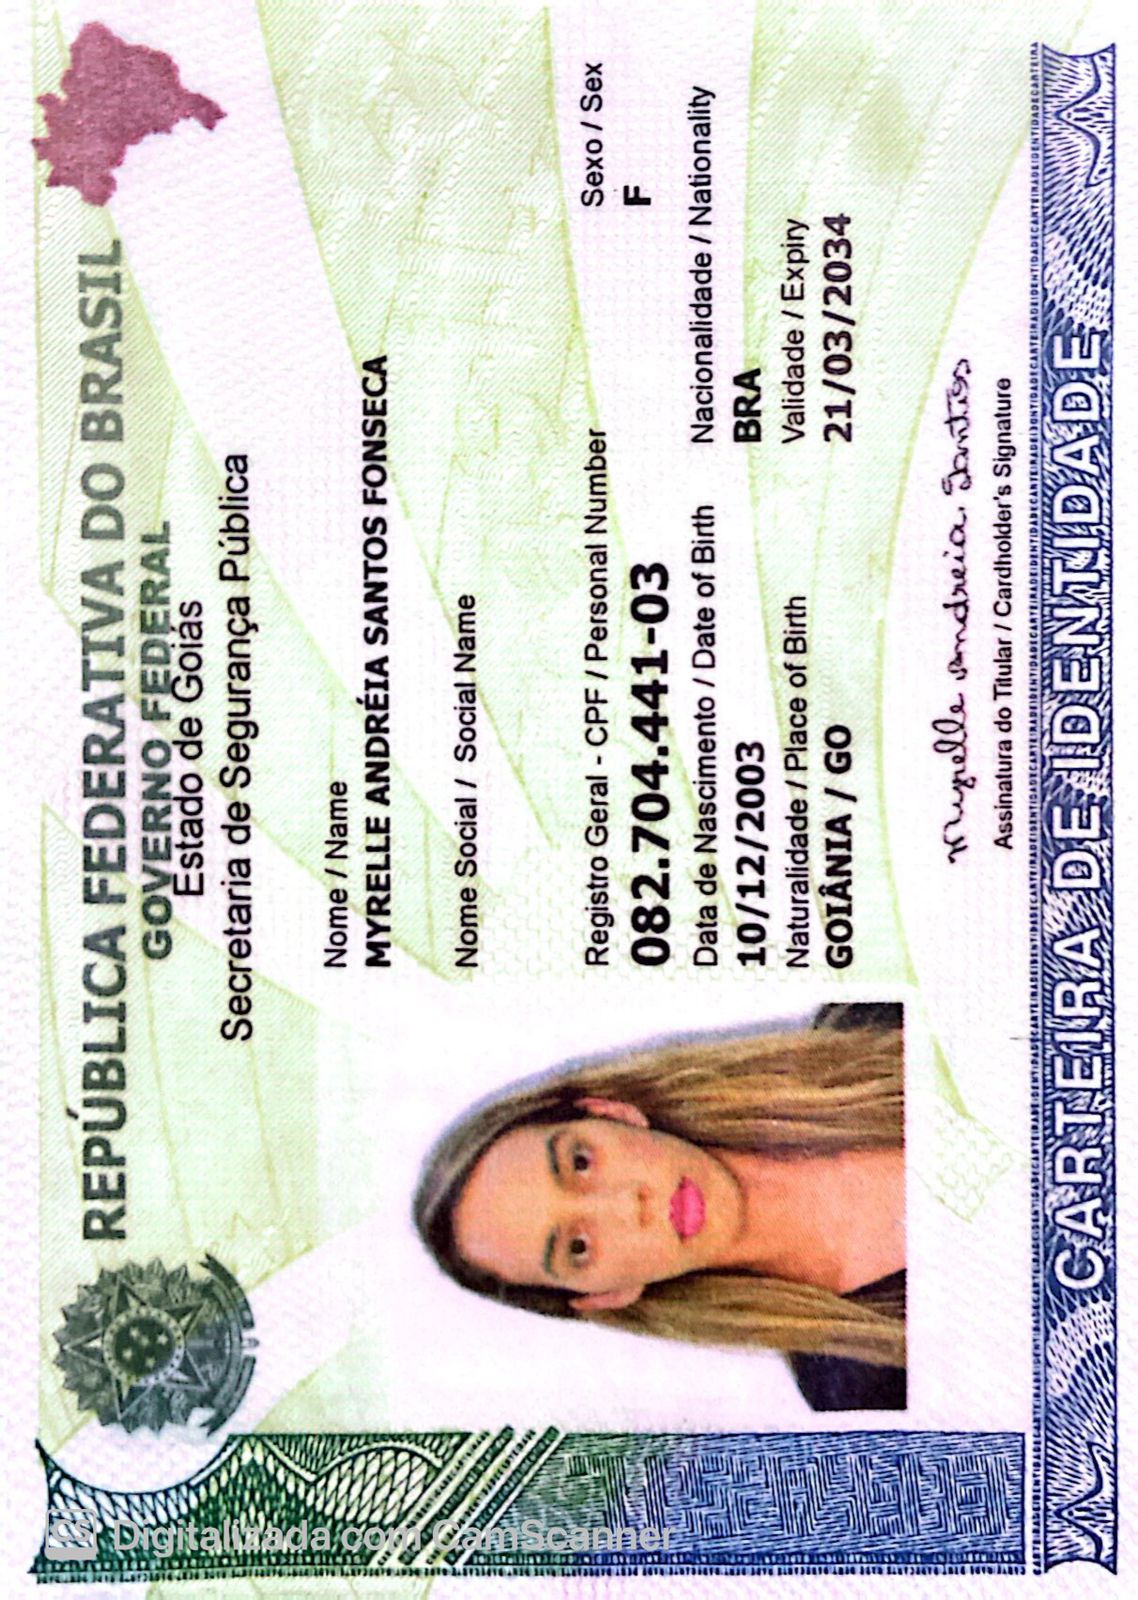 REPÚBLICA FEDERATIVA DO BRASIL
GOVERNO FEDERAL
Estado de Goiás
Secretaria de Segurança Pública
Nome / Name
MYRELLE ANDRÉIA SANTOS FONSECA
Nome Social / Social Name
Registro Geral - CPF / Personal Number
Sexo / Sex
082.704.441-03
F
Data de Nascimento / Date of Birth
Nacionalidade / Nationality
10/12/2003
BRA
Naturalidade / Place of Birth
Validade / Expiry
GOIÂNIA / GO
21/03/2034
Myrelle Andreia Santos
Assinatura do Titular / Cardholder's Signature
CARTEIRA DE IDENTIDADE
CS Digitalizada com CamScanner